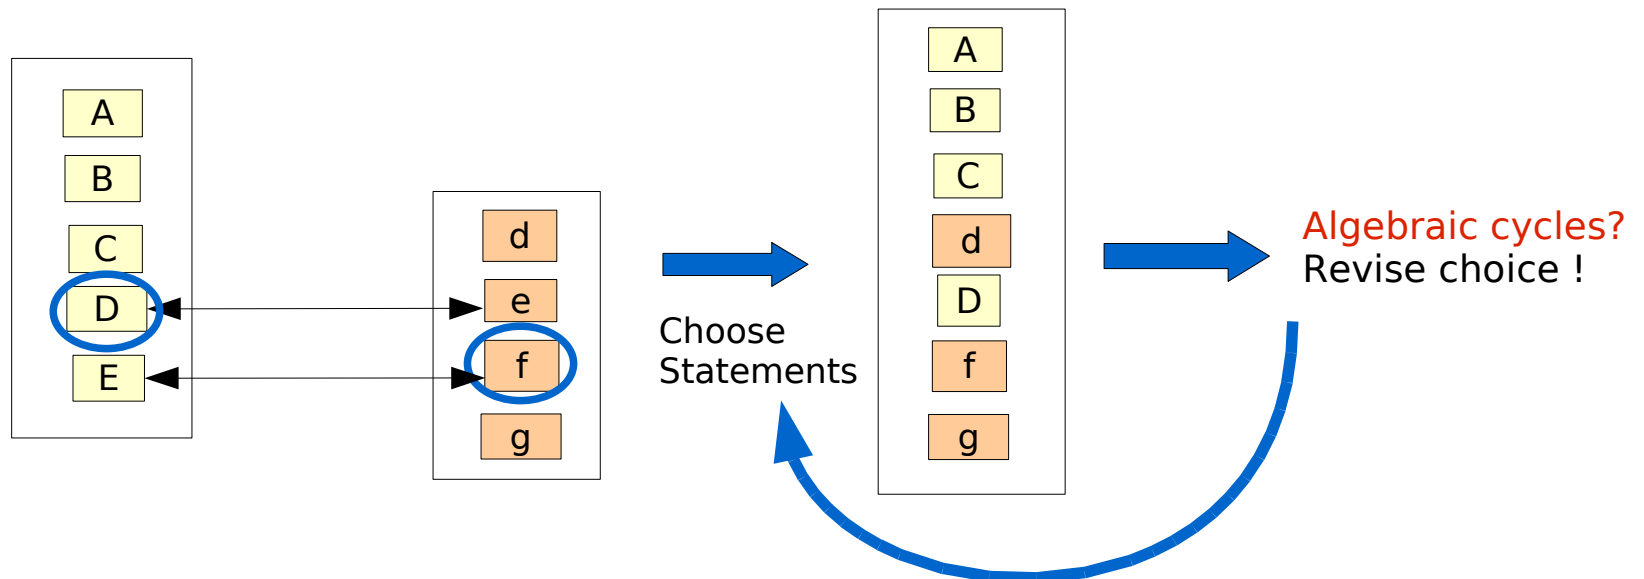 A
B
C
D
E
d
e
f
g
Choose
Statements
A
B
C
d
D
f
g
Algebraic cycles?
Revise choice !